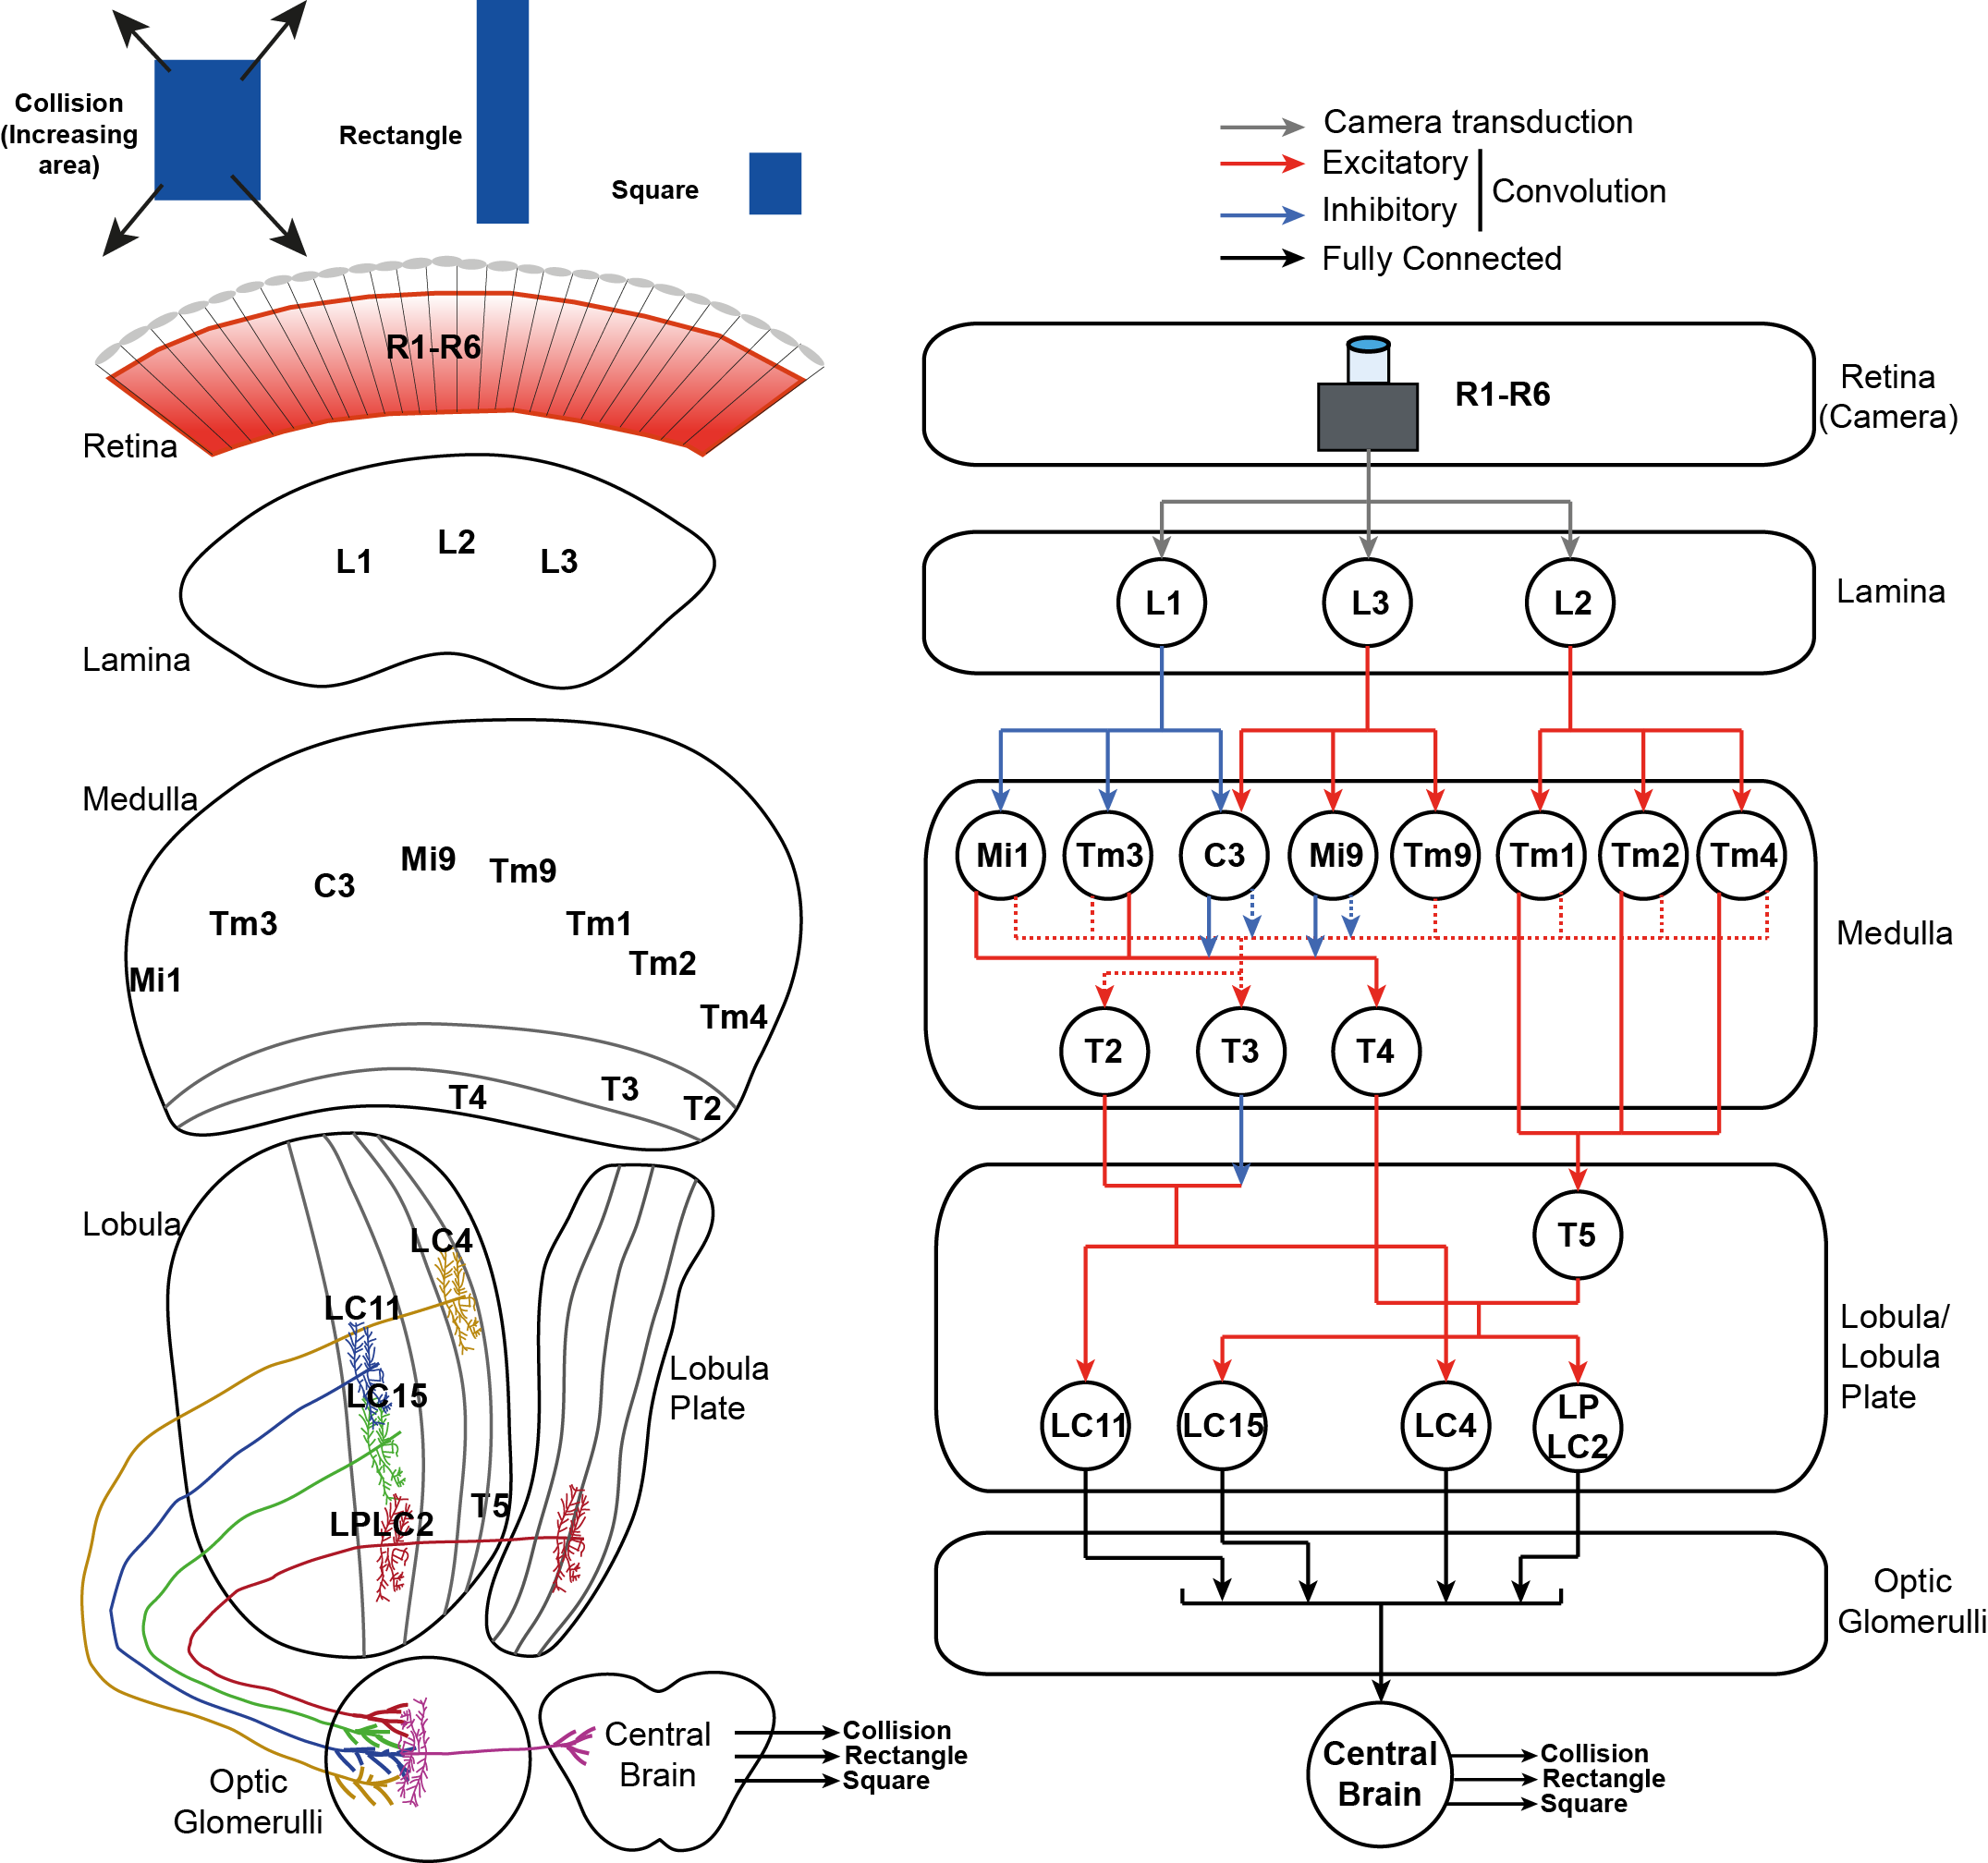 Collision
(Increasing
area)
Rectangle
Square
R1-R6
Retina
L1
L2
L3
Lamina
Medulla
Mi9
Tm9
C3
Tm3
Tm1
Tm2
Mi1
Tm4
T4
T3
T2
Lobula
LC4
LC11
LC15
Lobula
Plate
T5
LPLC2
Optic
Glomerulli
Central
Brain
Collision
Rectangle
Square
Camera transduction
Excitatory
Convolution
Inhibitory
Fully Connected
R1-R6
Retina
(Camera)
L1
L3
L2
Lamina
Mi1
Tm3
C3
Mi9
Tm9
Tm1
Tm2
Tm4
Medulla
T2
T3
T4
T5
Lobula/
Lobula
Plate
LC11
LC15
LC4
LP
LC2
Optic
Glomerulli
Central
Brain
Collision
Rectangle
Square